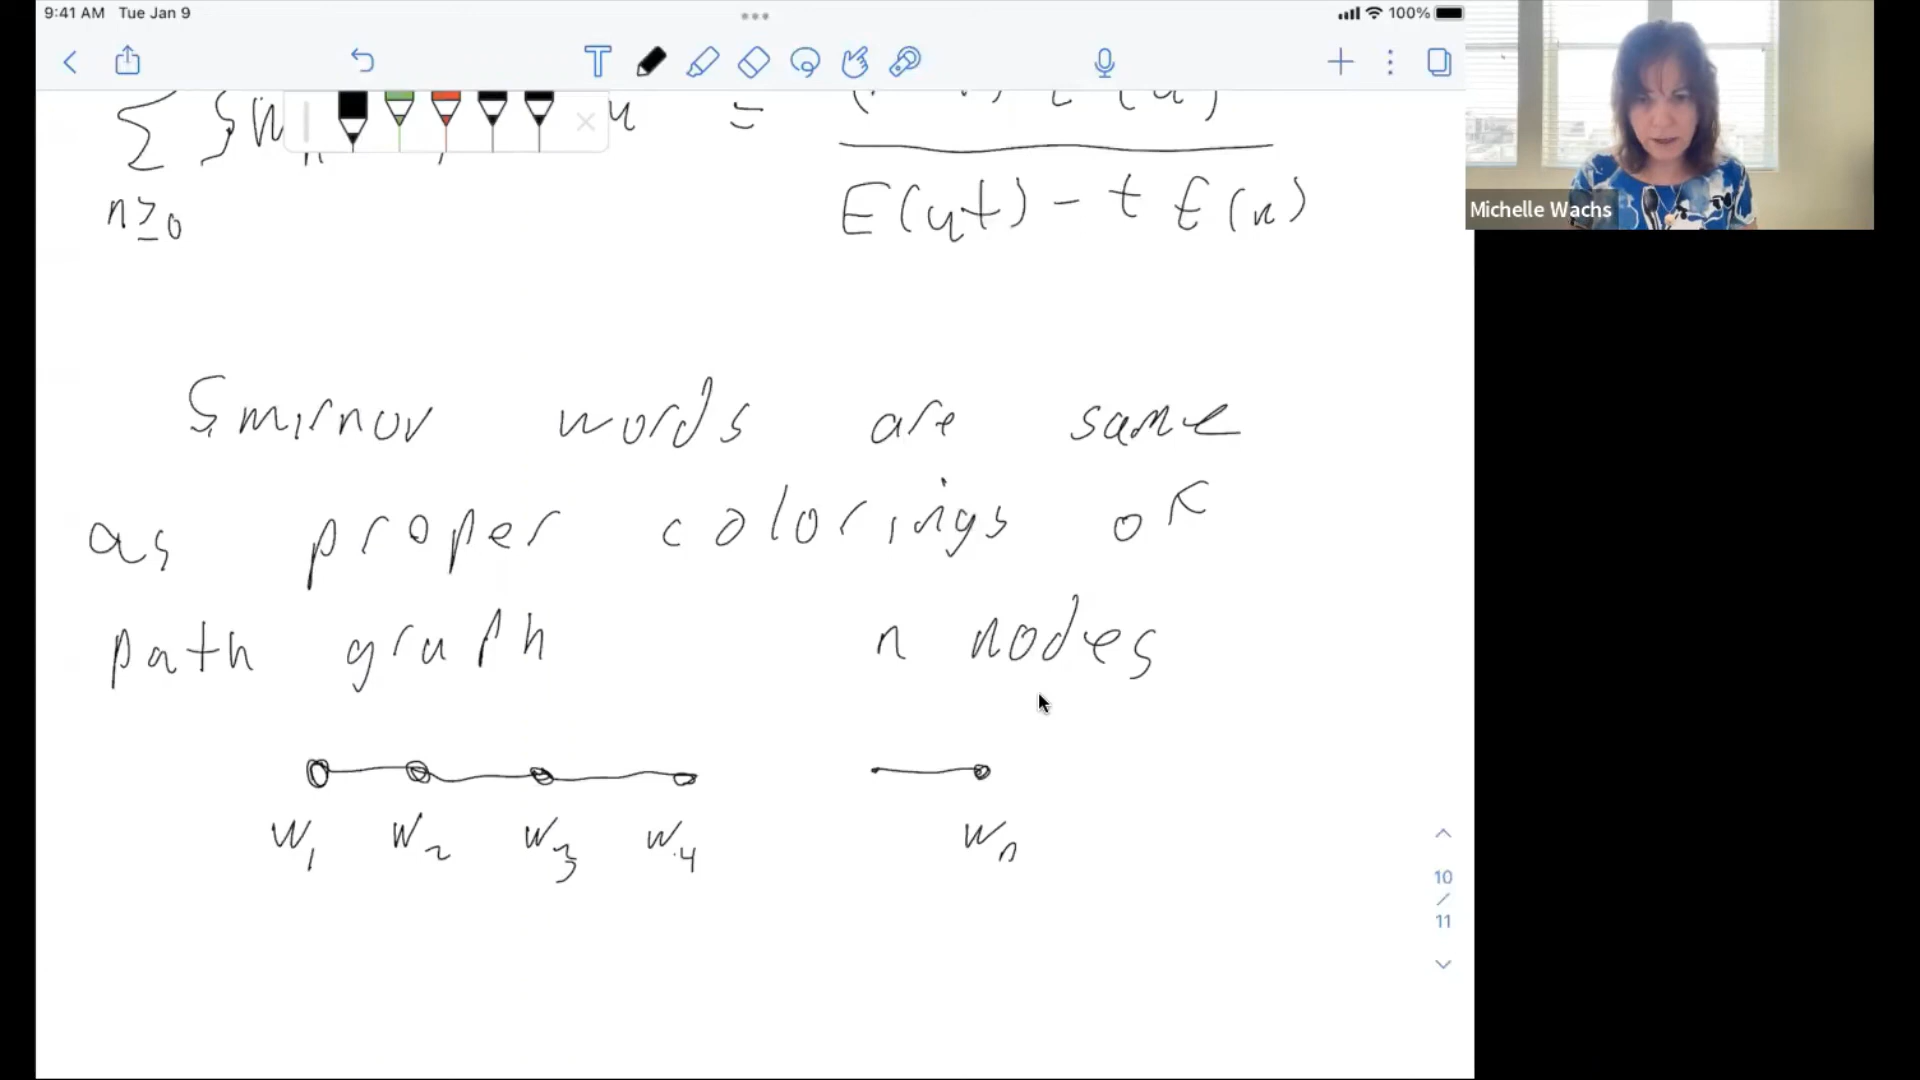 9:41 AM Tue Jan 9
100%
Michelle Wachs
n≥0
E(ut) - t E(u)
Smirnov words are same
as proper colorings of
path graph n nodes
w1 w2 w3 w4 wn
10
/
11